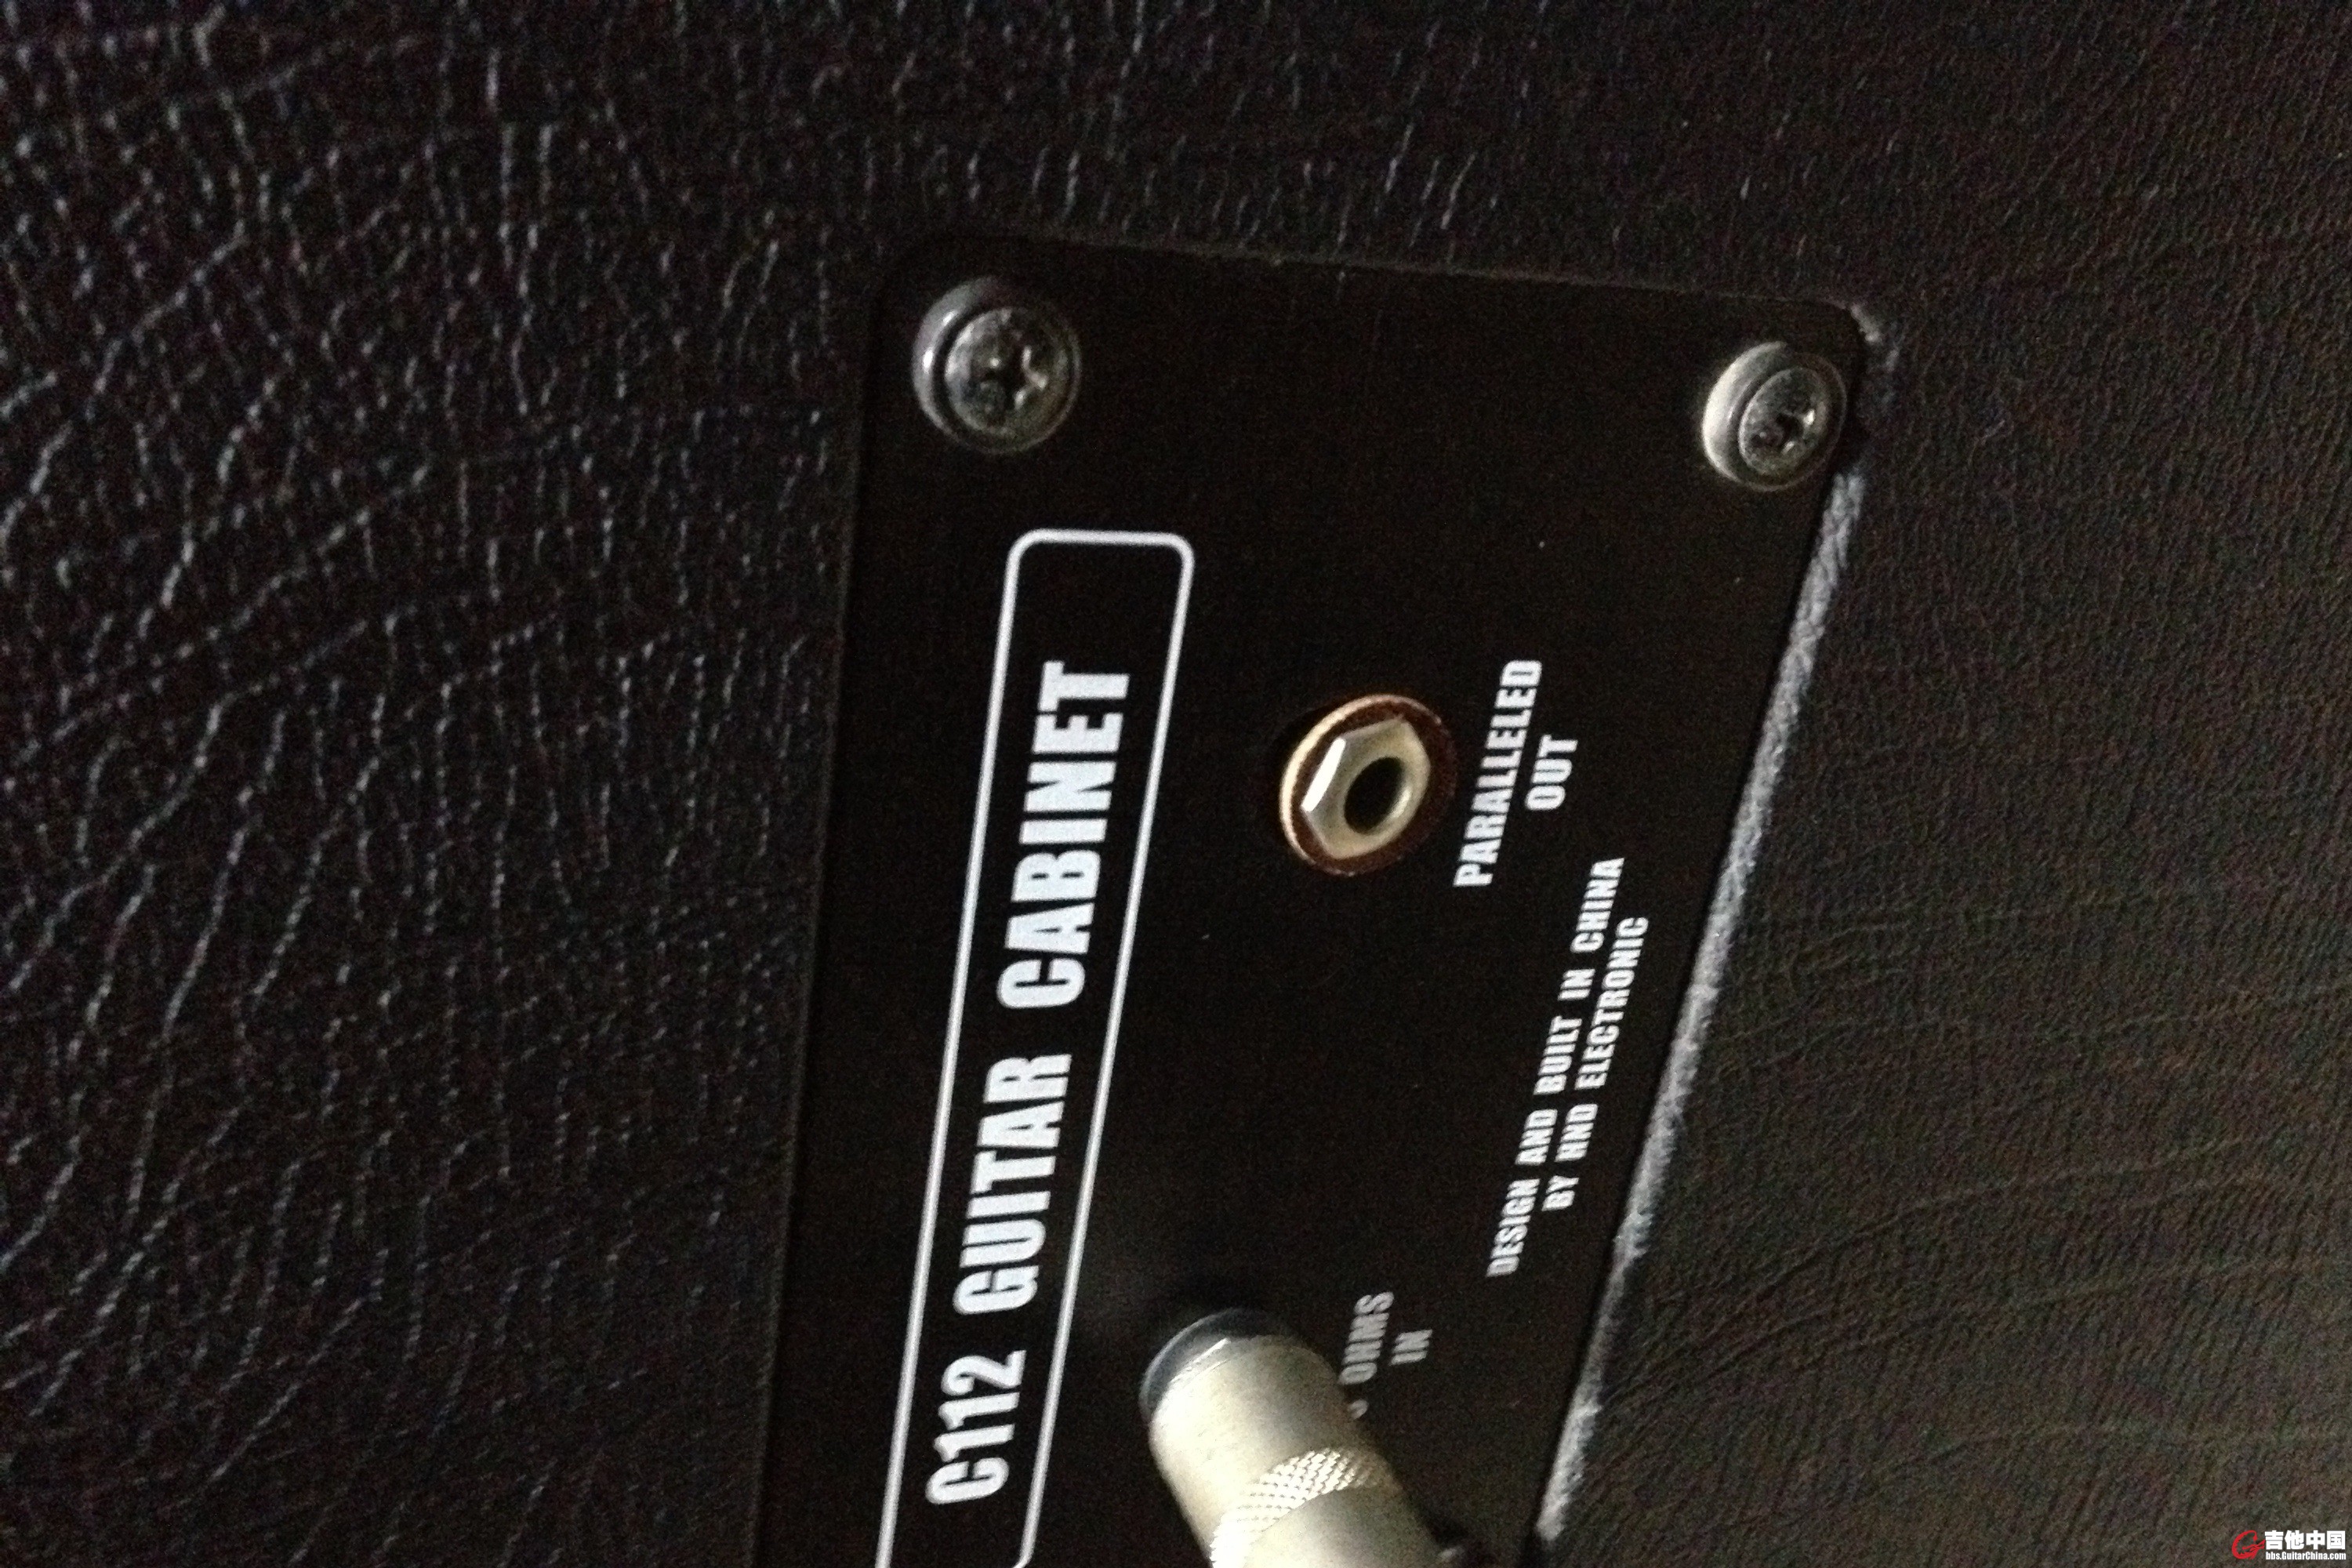 C112 GUITAR CABINET
PARALLELED
OUT
OHMS
IN
DESIGN AND BUILT IN CHINA
BY HND ELECTRONIC
吉他中国
bbs.GuitarChina.com